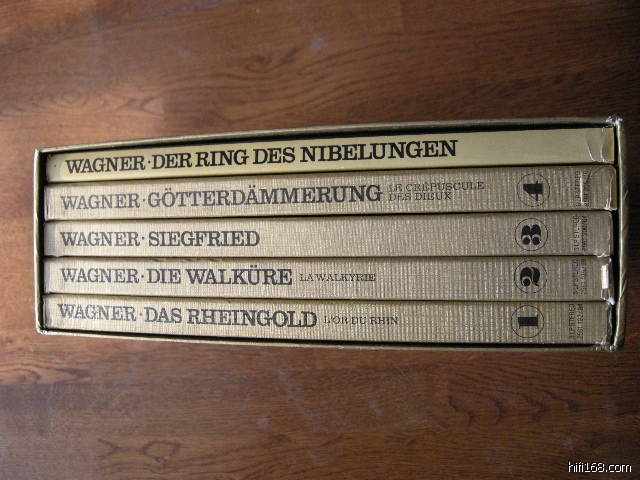 WAGNER · DER RING DES NIBELUNGEN
WAGNER · GÖTTERDÄMMERUNG LE CRÉPUSCULE
DES DIEUX
4
WAGNER · SIEGFRIED
3
WAGNER · DIE WALKÜRE LA WALKYRIE
2
WAGNER · DAS RHEINGOLD L'OR DU RHIN
1
hifi168.com